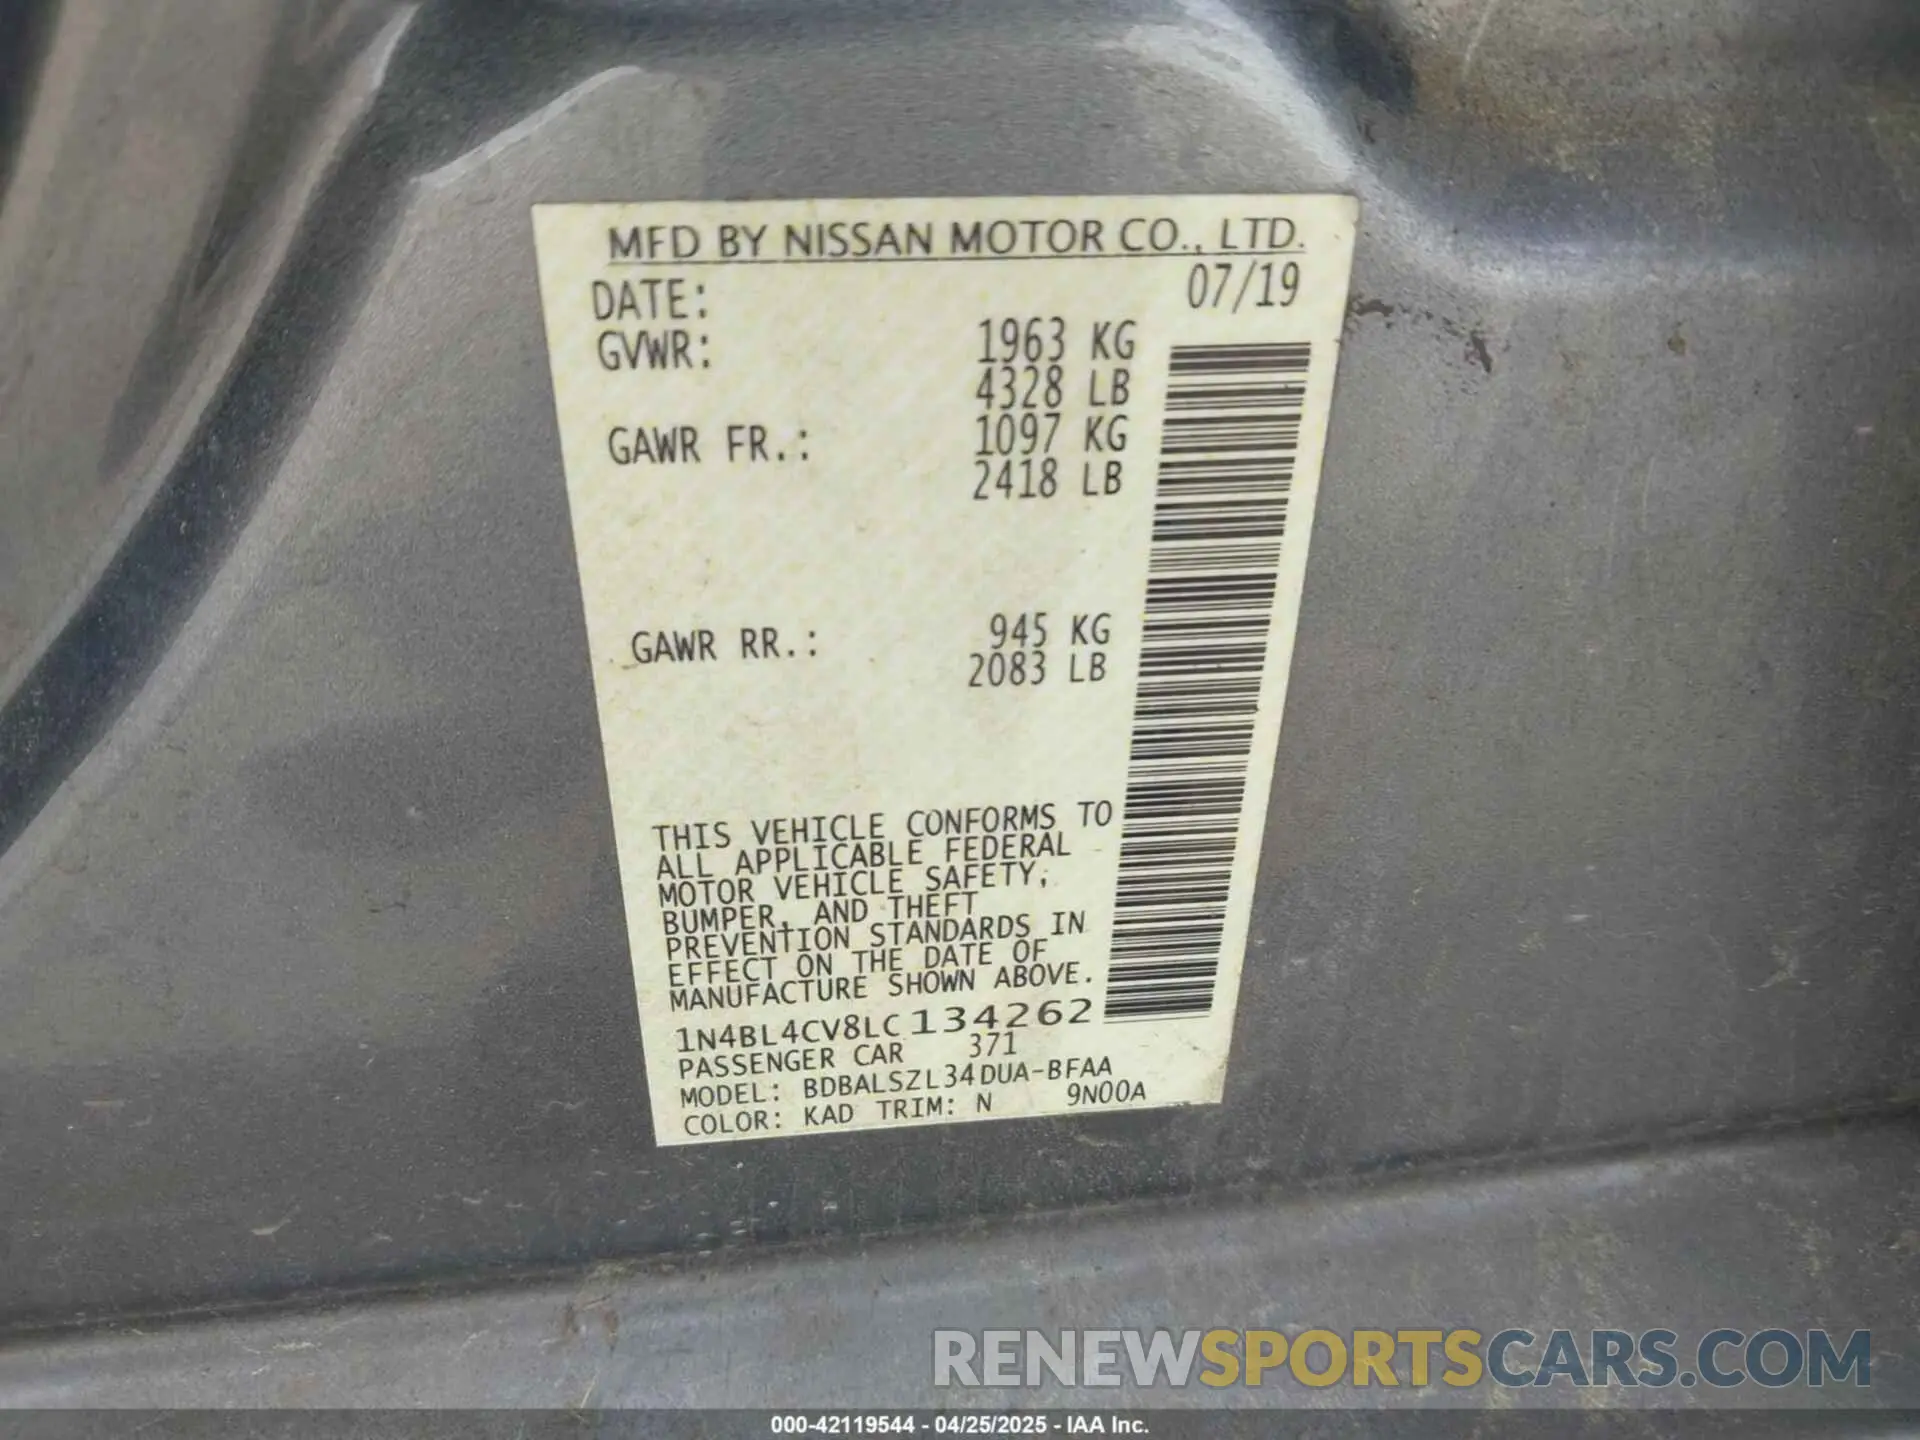 MFD BY NISSAN MOTOR CO., LTD.
DATE: 07/19
GVWR: 1963 KG
4328 LB
GAWR FR.: 1097 KG
2418 LB
GAWR RR.: 945 KG
2083 LB
THIS VEHICLE CONFORMS TO
ALL APPLICABLE FEDERAL
MOTOR VEHICLE SAFETY,
BUMPER, AND THEFT
PREVENTION STANDARDS IN
EFFECT ON THE DATE OF
MANUFACTURE SHOWN ABOVE.
1N4BL4CV8LC134262
PASSENGER CAR 371
MODEL: BDBALSZL34DUA-BFAA
COLOR: KAD TRIM: N 9N00A
RENEWSPORTSCARS.COM
000-42119544 - 04/25/2025 - IAA Inc.